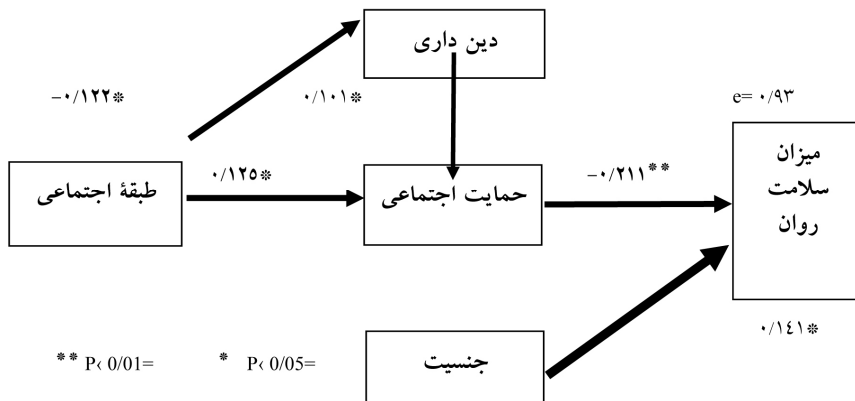 دین داری
-۰/۱۲۲*
۰/۱۰۱*
e= ۰/۹۳
طبقهٔ اجتماعی
۰/۱۲۵*
حمایت اجتماعی
-۰/۲۱۱**
میزان
سلامت
روان
۰/۱٤۱*
جنسیت
** P‹ 0/01=
* P‹ 0/05=